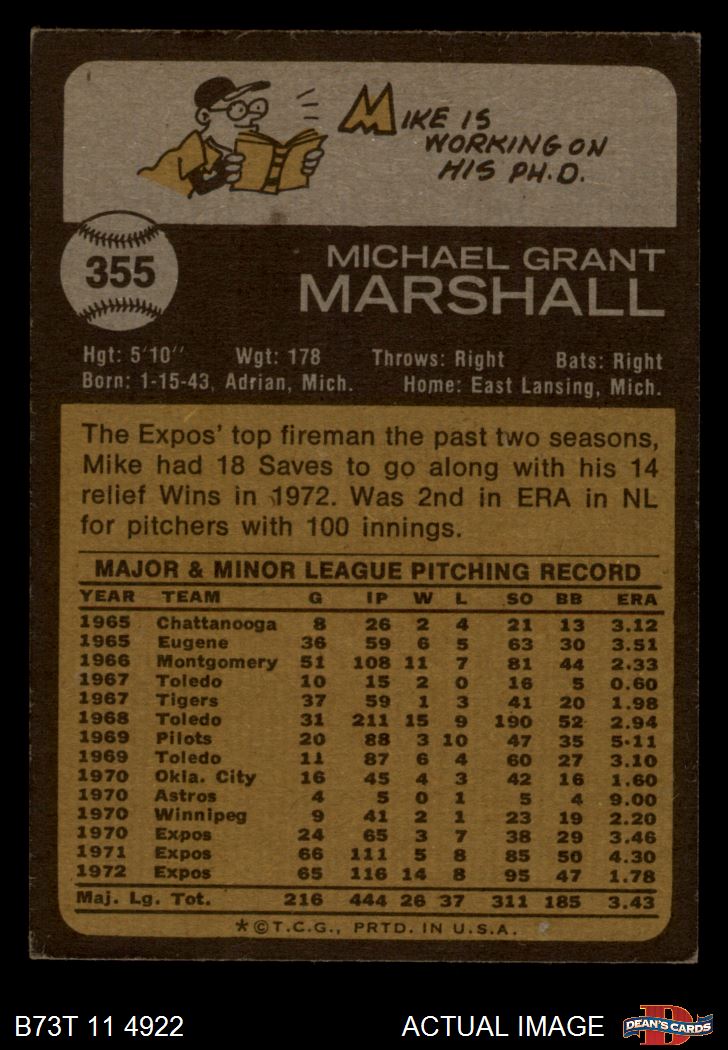 MIKE IS
WORKING ON
HIS PH.D.
355
MICHAEL GRANT
MARSHALL
Hgt: 5'10" Wgt: 178 Throws: Right Bats: Right
Born: 1-15-43, Adrian, Mich. Home: East Lansing, Mich.
The Expos' top fireman the past two seasons,
Mike had 18 Saves to go along with his 14
relief Wins in 1972. Was 2nd in ERA in NL
for pitchers with 100 innings.
MAJOR & MINOR LEAGUE PITCHING RECORD
YEAR TEAM G IP W L SO BB ERA
1965 Chattanooga 8 26 2 4 21 13 3.12
1965 Eugene 36 59 6 5 63 30 3.51
1966 Montgomery 51 108 11 7 81 44 2.33
1967 Toledo 10 15 2 0 16 5 0.60
1967 Tigers 37 59 1 3 41 20 1.98
1968 Toledo 31 211 15 9 190 52 2.94
1969 Pilots 20 88 3 10 47 35 5.11
1969 Toledo 11 87 6 4 60 27 3.10
1970 Okla. City 16 45 4 3 42 16 1.60
1970 Astros 4 5 0 1 5 4 9.00
1970 Winnipeg 9 41 2 1 23 19 2.20
1970 Expos 24 65 3 7 38 29 3.46
1971 Expos 66 111 5 8 85 50 4.30
1972 Expos 65 116 14 8 95 47 1.78
Maj. Lg. Tot. 216 444 26 37 311 185 3.43
*©T.C.G., PRTD. IN U.S.A.
B73T 11 4922 ACTUAL IMAGE
D
DEAN'S CARDS